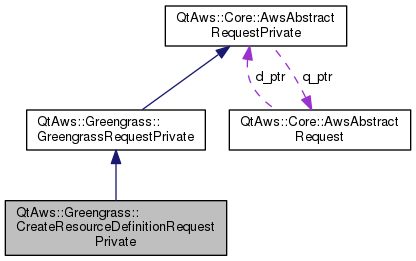 QtAws::Core::AwsAbstract
RequestPrivate
d_ptr
q_ptr
QtAws::Greengrass::
GreengrassRequestPrivate
QtAws::Core::AwsAbstract
Request
QtAws::Greengrass::
CreateResourceDefinitionRequest
Private